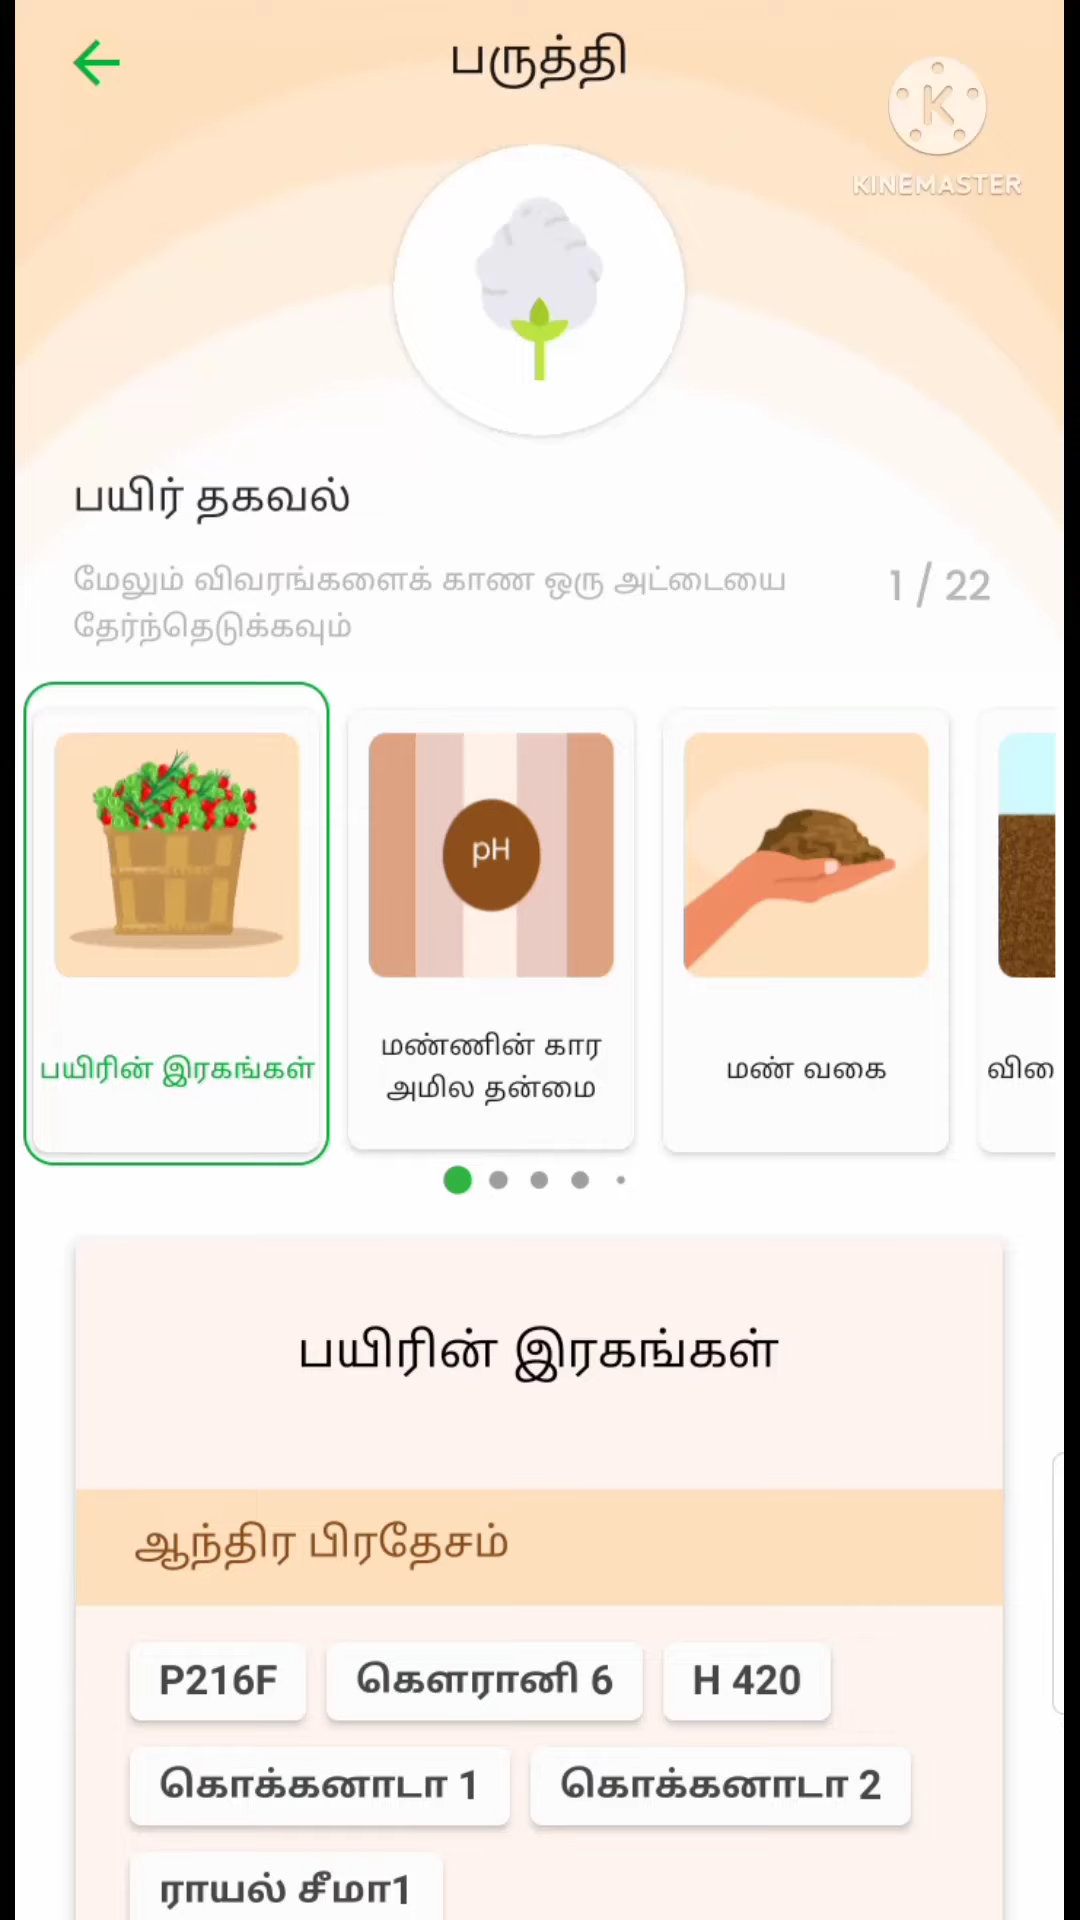 பருத்தி
KINEMASTER
பயிர் தகவல்
மேலும் விவரங்களைக் காண ஒரு அட்டையை
தேர்ந்தெடுக்கவும்
1 / 22
pH
பயிரின் இரகங்கள்
மண்ணின் கார
அமில தன்மை
மண் வகை
விதை
பயிரின் இரகங்கள்
ஆந்திர பிரதேசம்
P216F
கௌரானி 6
H 420
கொக்கனாடா 1
கொக்கனாடா 2
ராயல் சீமா1